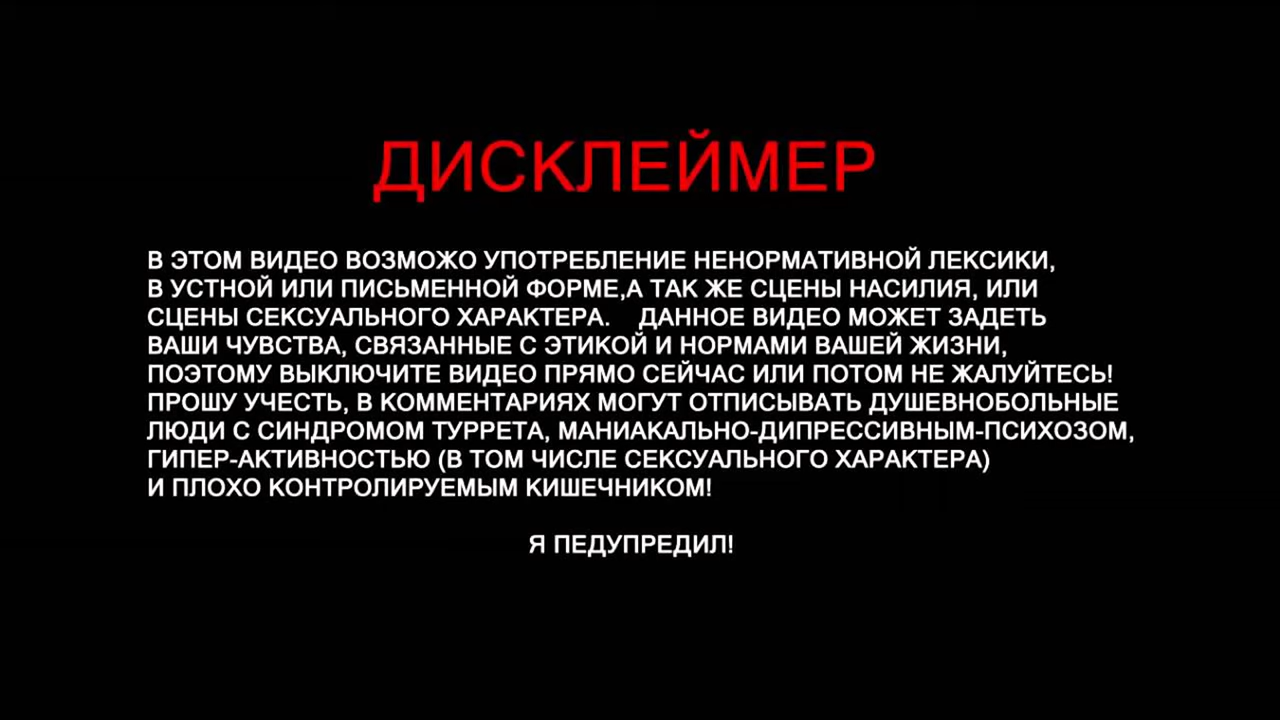 ДИСКЛЕЙМЕР
В ЭТОМ ВИДЕО ВОЗМОЖО УПОТРЕБЛЕНИЕ НЕНОРМАТИВНОЙ ЛЕКСИКИ,
В УСТНОЙ ИЛИ ПИСЬМЕННОЙ ФОРМЕ,А ТАК ЖЕ СЦЕНЫ НАСИЛИЯ, ИЛИ
СЦЕНЫ СЕКСУАЛЬНОГО ХАРАКТЕРА. ДАННОЕ ВИДЕО МОЖЕТ ЗАДЕТЬ
ВАШИ ЧУВСТВА, СВЯЗАННЫЕ С ЭТИКОЙ И НОРМАМИ ВАШЕЙ ЖИЗНИ,
ПОЭТОМУ ВЫКЛЮЧИТЕ ВИДЕО ПРЯМО СЕЙЧАС ИЛИ ПОТОМ НЕ ЖАЛУЙТЕСЬ!
ПРОШУ УЧЕСТЬ, В КОММЕНТАРИЯХ МОГУТ ОТПИСЫВАТЬ ДУШЕВНОБОЛЬНЫЕ
ЛЮДИ С СИНДРОМОМ ТУРРЕТА, МАНИАКАЛЬНО-ДИПРЕССИВНЫМ-ПСИХОЗОМ,
ГИПЕР-АКТИВНОСТЬЮ (В ТОМ ЧИСЛЕ СЕКСУАЛЬНОГО ХАРАКТЕРА)
И ПЛОХО КОНТРОЛИРУЕМЫМ КИШЕЧНИКОМ!
Я ПЕДУПРЕДИЛ!